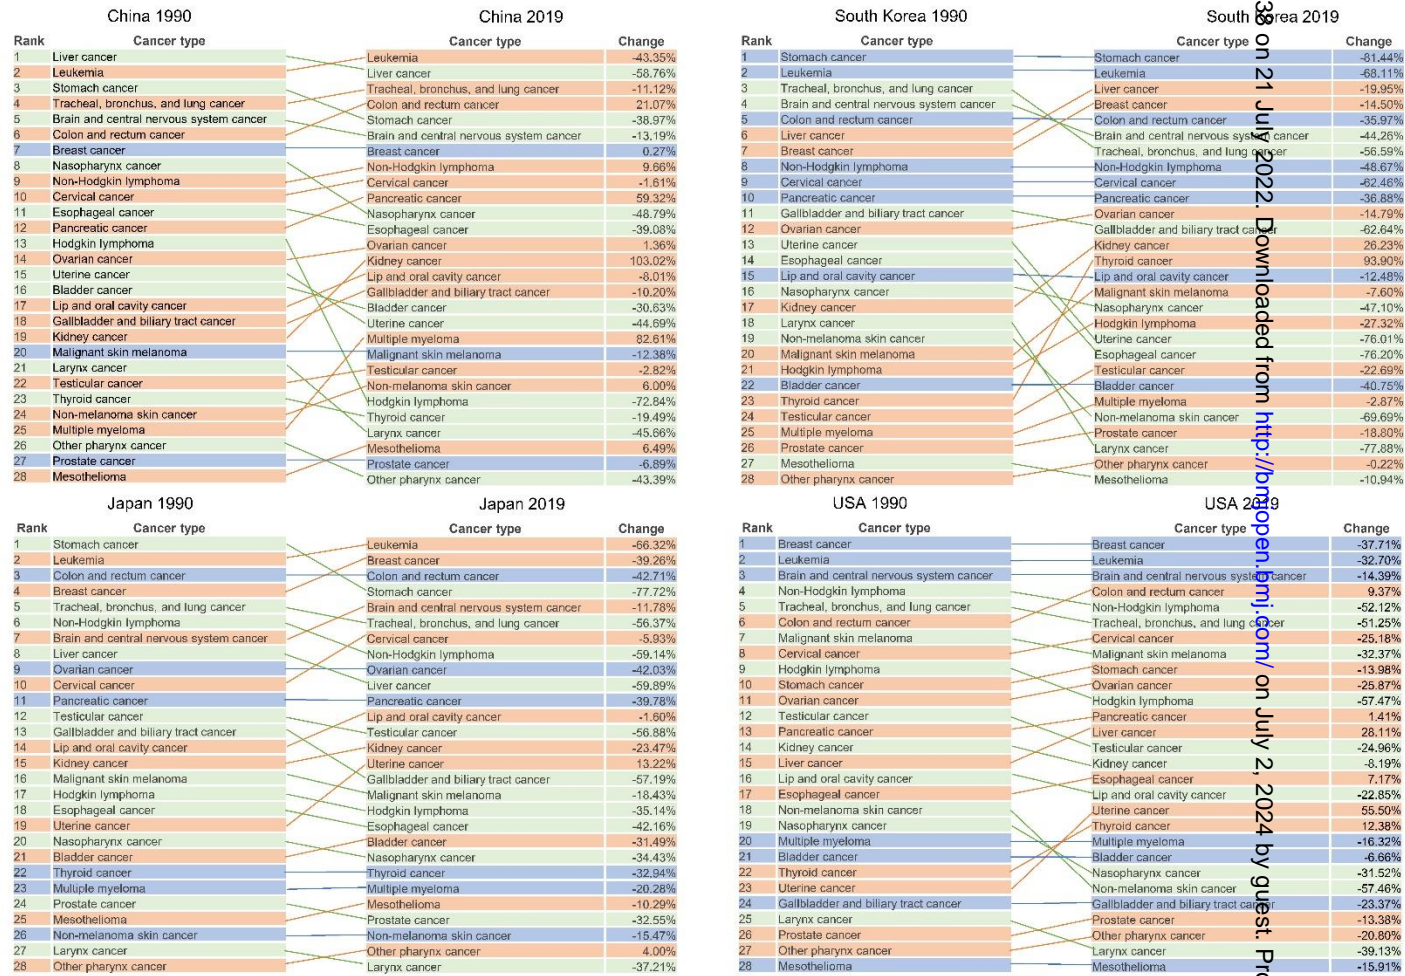 China 1990 China 2019
Rank Cancer type Cancer type Change
1 Liver cancer Leukemia -43.35%
2 Leukemia Liver cancer -58.76%
3 Stomach cancer Tracheal, bronchus, and lung cancer -11.12%
4 Tracheal, bronchus, and lung cancer Colon and rectum cancer 21.07%
5 Brain and central nervous system cancer Stomach cancer -38.97%
6 Colon and rectum cancer Brain and central nervous system cancer -13.19%
7 Breast cancer Breast cancer 0.27%
8 Nasopharynx cancer Non-Hodgkin lymphoma 9.66%
9 Non-Hodgkin lymphoma Cervical cancer -1.61%
10 Cervical cancer Pancreatic cancer 59.32%
11 Esophageal cancer Nasopharynx cancer -48.79%
12 Pancreatic cancer Esophageal cancer -39.08%
13 Hodgkin lymphoma Ovarian cancer 1.36%
14 Ovarian cancer Kidney cancer 103.02%
15 Uterine cancer Lip and oral cavity cancer -8.01%
16 Bladder cancer Gallbladder and biliary tract cancer -10.20%
17 Lip and oral cavity cancer Bladder cancer -30.63%
18 Gallbladder and biliary tract cancer Uterine cancer -44.69%
19 Kidney cancer Multiple myeloma 82.61%
20 Malignant skin melanoma Malignant skin melanoma -12.38%
21 Larynx cancer Testicular cancer -2.82%
22 Testicular cancer Non-melanoma skin cancer 6.00%
23 Thyroid cancer Hodgkin lymphoma -72.84%
24 Non-melanoma skin cancer Thyroid cancer -19.49%
25 Multiple myeloma Larynx cancer -45.66%
26 Other pharynx cancer Mesothelioma 6.49%
27 Prostate cancer Prostate cancer -6.89%
28 Mesothelioma Other pharynx cancer -43.39%
South Korea 1990 South Korea 2019
Rank Cancer type Cancer type Change
1 Stomach cancer Stomach cancer -81.44%
2 Leukemia Leukemia -68.11%
3 Tracheal, bronchus, and lung cancer Liver cancer -19.95%
4 Brain and central nervous system cancer Breast cancer -14.50%
5 Colon and rectum cancer Colon and rectum cancer -35.97%
6 Liver cancer Brain and central nervous system cancer -44.26%
7 Breast cancer Tracheal, bronchus, and lung cancer -56.59%
8 Non-Hodgkin lymphoma Non-Hodgkin lymphoma -48.67%
9 Cervical cancer Cervical cancer -62.46%
10 Pancreatic cancer Pancreatic cancer -36.88%
11 Gallbladder and biliary tract cancer Ovarian cancer -14.79%
12 Ovarian cancer Gallbladder and biliary tract cancer -62.64%
13 Uterine cancer Kidney cancer 26.23%
14 Esophageal cancer Thyroid cancer 93.90%
15 Lip and oral cavity cancer Lip and oral cavity cancer -12.48%
16 Nasopharynx cancer Malignant skin melanoma -7.60%
17 Kidney cancer Nasopharynx cancer -47.10%
18 Larynx cancer Hodgkin lymphoma -27.32%
19 Non-melanoma skin cancer Uterine cancer -76.01%
20 Malignant skin melanoma Esophageal cancer -76.20%
21 Hodgkin lymphoma Testicular cancer -22.69%
22 Bladder cancer Bladder cancer -40.75%
23 Thyroid cancer Multiple myeloma -2.87%
24 Testicular cancer Non-melanoma skin cancer -69.69%
25 Multiple myeloma Prostate cancer -18.80%
26 Prostate cancer Larynx cancer -77.88%
27 Mesothelioma Other pharynx cancer -0.22%
28 Other pharynx cancer Mesothelioma -10.94%
Japan 1990 Japan 2019
Rank Cancer type Cancer type Change
1 Stomach cancer Leukemia -66.32%
2 Leukemia Breast cancer -39.26%
3 Colon and rectum cancer Colon and rectum cancer -42.71%
4 Breast cancer Stomach cancer -77.72%
5 Tracheal, bronchus, and lung cancer Brain and central nervous system cancer -11.78%
6 Non-Hodgkin lymphoma Tracheal, bronchus, and lung cancer -56.37%
7 Brain and central nervous system cancer Cervical cancer -5.93%
8 Liver cancer Non-Hodgkin lymphoma -59.14%
9 Ovarian cancer Ovarian cancer -42.03%
10 Cervical cancer Liver cancer -59.89%
11 Pancreatic cancer Pancreatic cancer -39.78%
12 Testicular cancer Lip and oral cavity cancer -1.60%
13 Gallbladder and biliary tract cancer Testicular cancer -56.88%
14 Lip and oral cavity cancer Kidney cancer -23.47%
15 Kidney cancer Uterine cancer 13.22%
16 Malignant skin melanoma Gallbladder and biliary tract cancer -57.19%
17 Hodgkin lymphoma Malignant skin melanoma -18.43%
18 Esophageal cancer Hodgkin lymphoma -35.14%
19 Uterine cancer Esophageal cancer -42.16%
20 Nasopharynx cancer Bladder cancer -31.49%
21 Bladder cancer Nasopharynx cancer -34.43%
22 Thyroid cancer Thyroid cancer -32.94%
23 Multiple myeloma Multiple myeloma -20.28%
24 Prostate cancer Mesothelioma -10.29%
25 Mesothelioma Prostate cancer -32.55%
26 Non-melanoma skin cancer Non-melanoma skin cancer -15.47%
27 Larynx cancer Other pharynx cancer 4.00%
28 Other pharynx cancer Larynx cancer -37.21%
USA 1990 USA 2019
Rank Cancer type Cancer type Change
1 Breast cancer Breast cancer -37.71%
2 Leukemia Leukemia -32.70%
3 Brain and central nervous system cancer Brain and central nervous system cancer -14.39%
4 Non-Hodgkin lymphoma Colon and rectum cancer 9.37%
5 Tracheal, bronchus, and lung cancer Non-Hodgkin lymphoma -52.12%
6 Colon and rectum cancer Tracheal, bronchus, and lung cancer -51.25%
7 Malignant skin melanoma Cervical cancer -25.18%
8 Cervical cancer Malignant skin melanoma -32.37%
9 Hodgkin lymphoma Stomach cancer -13.98%
10 Stomach cancer Ovarian cancer -25.87%
11 Ovarian cancer Hodgkin lymphoma -57.47%
12 Testicular cancer Pancreatic cancer 1.41%
13 Pancreatic cancer Liver cancer 28.11%
14 Kidney cancer Testicular cancer -24.96%
15 Liver cancer Kidney cancer -8.19%
16 Lip and oral cavity cancer Esophageal cancer 7.17%
17 Esophageal cancer Lip and oral cavity cancer -22.85%
18 Non-melanoma skin cancer Uterine cancer 55.50%
19 Nasopharynx cancer Thyroid cancer 12.38%
20 Multiple myeloma Multiple myeloma -16.32%
21 Bladder cancer Bladder cancer -6.66%
22 Thyroid cancer Nasopharynx cancer -31.52%
23 Uterine cancer Non-melanoma skin cancer -57.46%
24 Gallbladder and biliary tract cancer Gallbladder and biliary tract cancer -23.37%
25 Larynx cancer Prostate cancer -13.38%
26 Prostate cancer Other pharynx cancer -20.80%
27 Other pharynx cancer Larynx cancer -39.13%
28 Mesothelioma Mesothelioma -15.91%
38 on 21 July 2022. Downloaded from http://bmjopen.bmj.com/ on July 2, 2024 by guest.